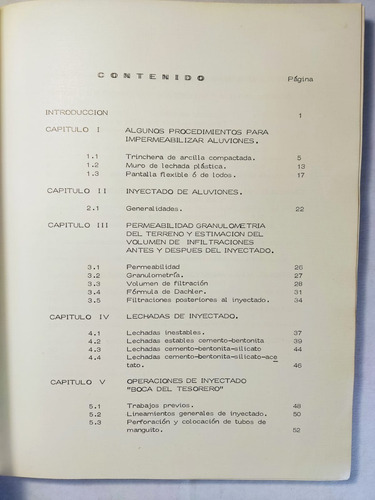 CONTENIDO Página
INTRODUCCION 1
CAPITULO I ALGUNOS PROCEDIMIENTOS PARA
IMPERMEABILIZAR ALUVIONES.
1.1 Trinchera de arcilla compactada. 5
1.2 Muro de lechada plástica. 13
1.3 Pantalla flexible ó de lodos. 17
CAPITULO II INYECTADO DE ALUVIONES.
2.1 Generalidades. 22
CAPITULO III PERMEABILIDAD GRANULOMETRIA
DEL TERRENO Y ESTIMACION DEL
VOLUMEN DE INFILTRACIONES
ANTES Y DESPUES DEL INYECTADO.
3.1 Permeabilidad 26
3.2 Granulometría. 27
3.3 Volumen de filtración 28
3.4 Fórmula de Dachler. 31
3.5 Filtraciones posteriores al inyectado. 34
CAPITULO IV LECHADAS DE INYECTADO.
4.1 Lechadas inestables. 37
4.2 Lechadas estables cemento-bentonita 39
4.3 Lechadas cemento-bentonita-silicato 44
4.4 Lechadas cemento-bentonita-silicato-ace
tato. 46
CAPITULO V OPERACIONES DE INYECTADO
"BOCA DEL TESORERO"
5.1 Trabajos previos. 48
5.2 Lineamientos generales de inyectado. 50
5.3 Perforación y colocación de tubos de
manguito. 52